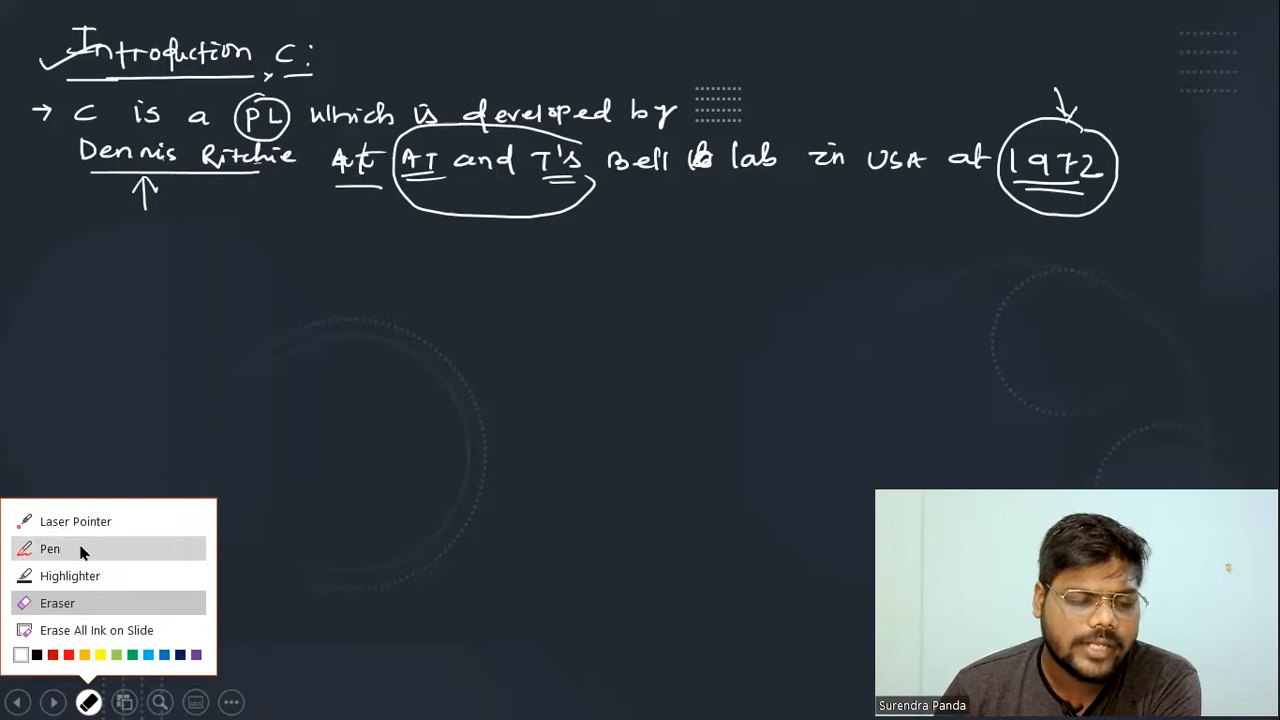 Introduction C:
→ C is a PL which is developed by
Dennis Ritchie At AT and T's Bell lab in USA at 1972
Laser Pointer
Pen
Highlighter
Eraser
Erase All Ink on Slide
Surendra Panda